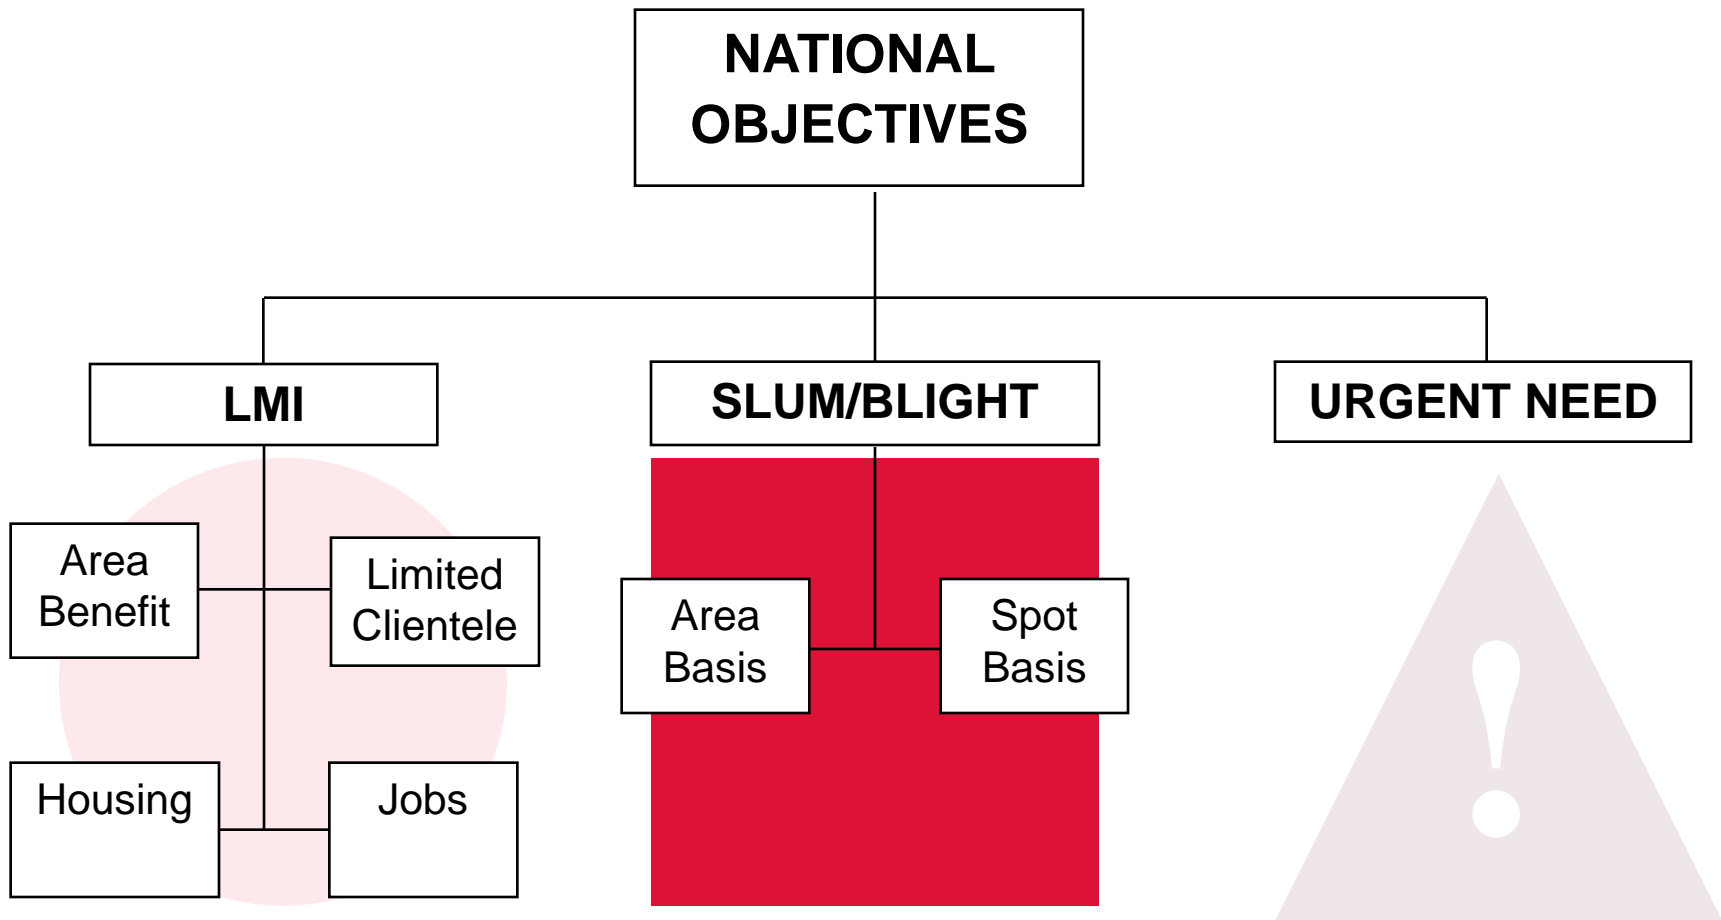 NATIONAL
OBJECTIVES
LMI
SLUM/BLIGHT
URGENT NEED
Area
Benefit
Limited
Clientele
Area
Basis
Spot
Basis
Housing
Jobs
!